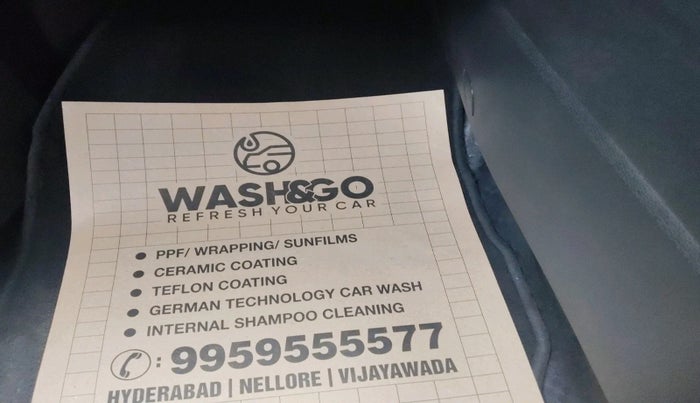 WASH&GO
REFRESH YOUR CAR
• PPF/ WRAPPING/ SUNFILMS
• CERAMIC COATING
• TEFLON COATING
• GERMAN TECHNOLOGY CAR WASH
• INTERNAL SHAMPOO CLEANING
: 9959555577
HYDERABAD | NELLORE | VIJAYAWADA